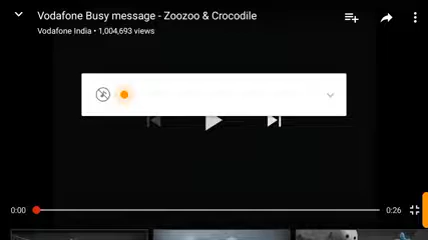 Vodafone Busy message - Zoozoo & Crocodile
Vodafone India • 1,004,693 views
0:00
0:26